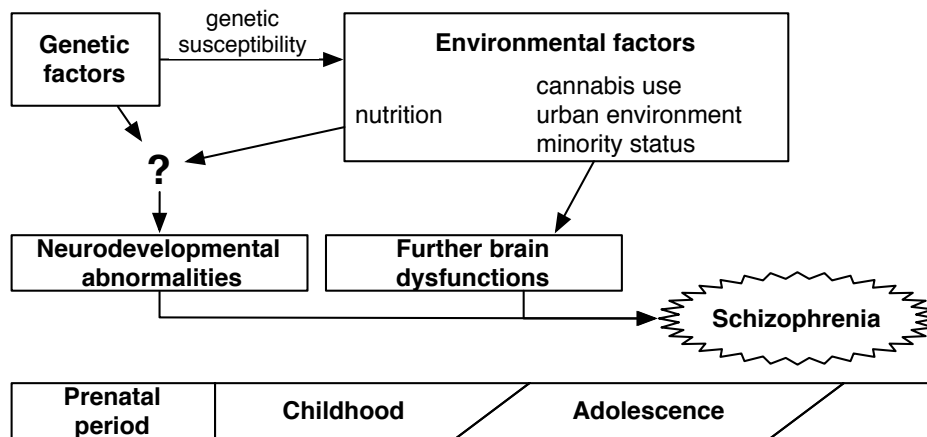 Genetic
factors
genetic
susceptibility
Environmental factors
nutrition
cannabis use
urban environment
minority status
?
Neurodevelopmental
abnormalities
Further brain
dysfunctions
Schizophrenia
Prenatal
period
Childhood
Adolescence